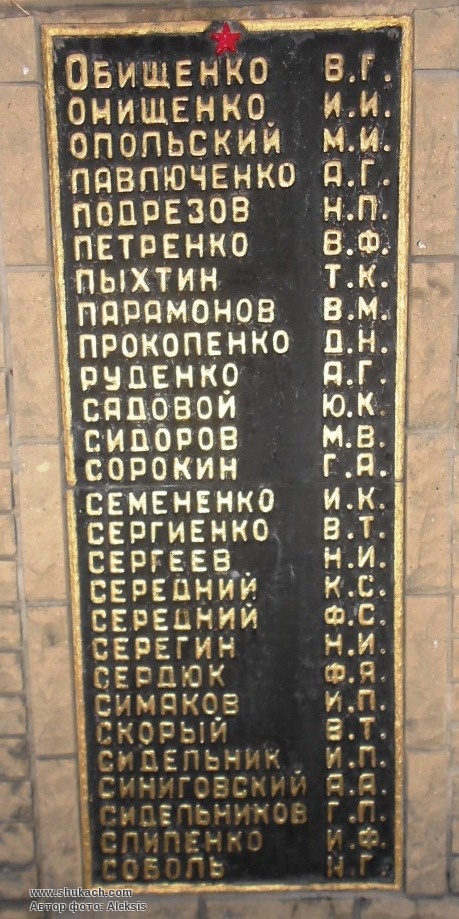 ОБИЩЕНКО В.Г.
ОНИЩЕНКО И.И.
ОПОЛЬСКИЙ М.И.
ПАВЛЮЧЕНКО А.Г.
ПОДРЕЗОВ Н.П.
ПЕТРЕНКО В.Ф.
ПЫХТИН Т.К.
ПАРАМОНОВ В.М.
ПРОКОПЕНКО Д.Н.
РУДЕНКО А.Г.
САДОВОЙ Ю.К.
СИДОРОВ М.В.
СОРОКИН Г.А.
СЕМЕНЕНКО И.К.
СЕРГИЕНКО В.Т.
СЕРГЕЕВ Н.И.
СЕРЕДНИЙ К.С.
СЕРЕДНИЙ Ф.С.
СЕРЕГИН Н.И.
СЕРДЮК Ф.Я.
СИМАКОВ И.П.
СКОРЫЙ В.Т.
СИДЕЛЬНИК И.П.
СИНИГОВСКИЙ А.А.
СИДЕЛЬНИКОВ Г.П.
СЛИПЕНКО И.Ф.
СОБОЛЬ Н.Г.
www.shukach.com
Автор фото: Aleksis